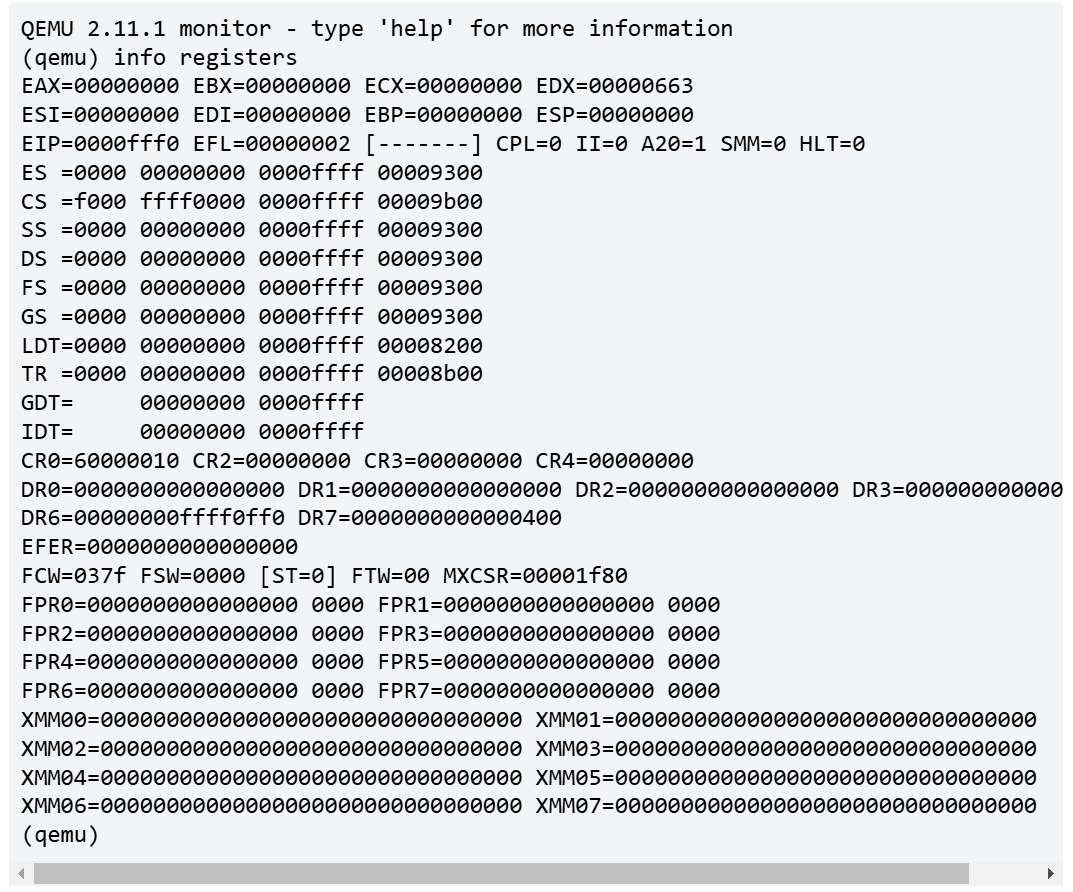 QEMU 2.11.1 monitor - type 'help' for more information
(qemu) info registers
EAX=00000000 EBX=00000000 ECX=00000000 EDX=00000663
ESI=00000000 EDI=00000000 EBP=00000000 ESP=00000000
EIP=0000fff0 EFL=00000002 [-------] CPL=0 II=0 A20=1 SMM=0 HLT=0
ES =0000 00000000 0000ffff 00009300
CS =f000 ffff0000 0000ffff 00009b00
SS =0000 00000000 0000ffff 00009300
DS =0000 00000000 0000ffff 00009300
FS =0000 00000000 0000ffff 00009300
GS =0000 00000000 0000ffff 00009300
LDT=0000 00000000 0000ffff 00008200
TR =0000 00000000 0000ffff 00008b00
GDT=     00000000 0000ffff
IDT=     00000000 0000ffff
CR0=60000010 CR2=00000000 CR3=00000000 CR4=00000000
DR0=0000000000000000 DR1=0000000000000000 DR2=0000000000000000 DR3=000000000000
DR6=00000000ffff0ff0 DR7=0000000000000400
EFER=0000000000000000
FCW=037f FSW=0000 [ST=0] FTW=00 MXCSR=00001f80
FPR0=0000000000000000 0000 FPR1=0000000000000000 0000
FPR2=0000000000000000 0000 FPR3=0000000000000000 0000
FPR4=0000000000000000 0000 FPR5=0000000000000000 0000
FPR6=0000000000000000 0000 FPR7=0000000000000000 0000
XMM00=00000000000000000000000000000000 XMM01=00000000000000000000000000000000
XMM02=00000000000000000000000000000000 XMM03=00000000000000000000000000000000
XMM04=00000000000000000000000000000000 XMM05=00000000000000000000000000000000
XMM06=00000000000000000000000000000000 XMM07=00000000000000000000000000000000
(qemu)